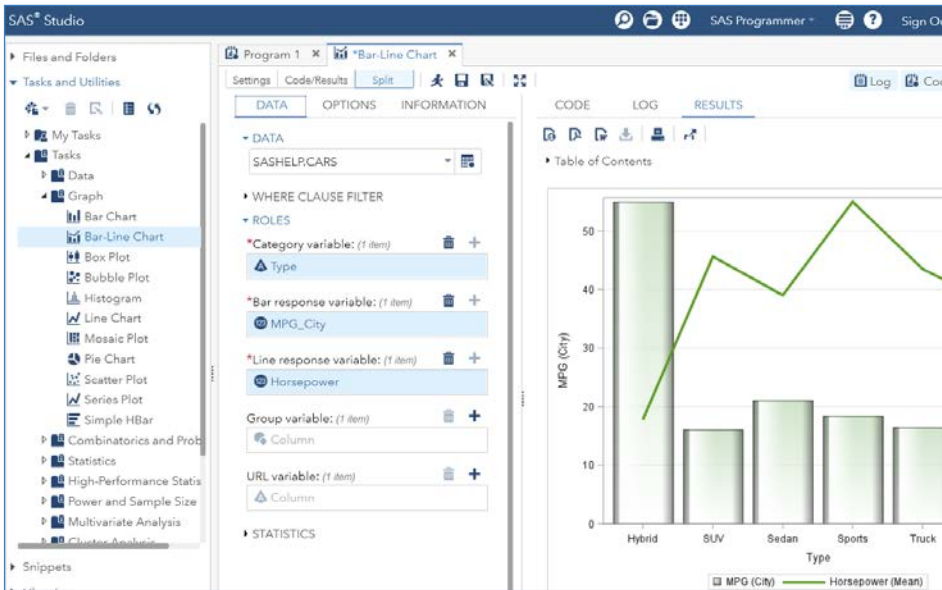 SAS® Studio
SAS Programmer
Sign O
Files and Folders
Tasks and Utilities
My Tasks
Tasks
Data
Graph
Bar Chart
Bar-Line Chart
Box Plot
Bubble Plot
Histogram
Line Chart
Mosaic Plot
Pie Chart
Scatter Plot
Series Plot
Simple HBar
Combinatorics and Prob
Statistics
High-Performance Statis
Power and Sample Size
Multivariate Analysis
Cluster Analysis
Snippets
Program 1
*Bar-Line Chart
Settings
Code/Results
Split
Log
DATA
OPTIONS
INFORMATION
DATA
SASHELP.CARS
WHERE CLAUSE FILTER
ROLES
*Category variable: (1 item)
Type
*Bar response variable: (1 item)
MPG_City
*Line response variable: (1 item)
Horsepower
Group variable: (1 item)
Column
URL variable: (1 item)
Column
STATISTICS
CODE
LOG
RESULTS
Table of Contents
50
40
30
20
10
0
MPG (City)
Hybrid
SUV
Sedan
Sports
Truck
Type
MPG (City)
Horsepower (Mean)